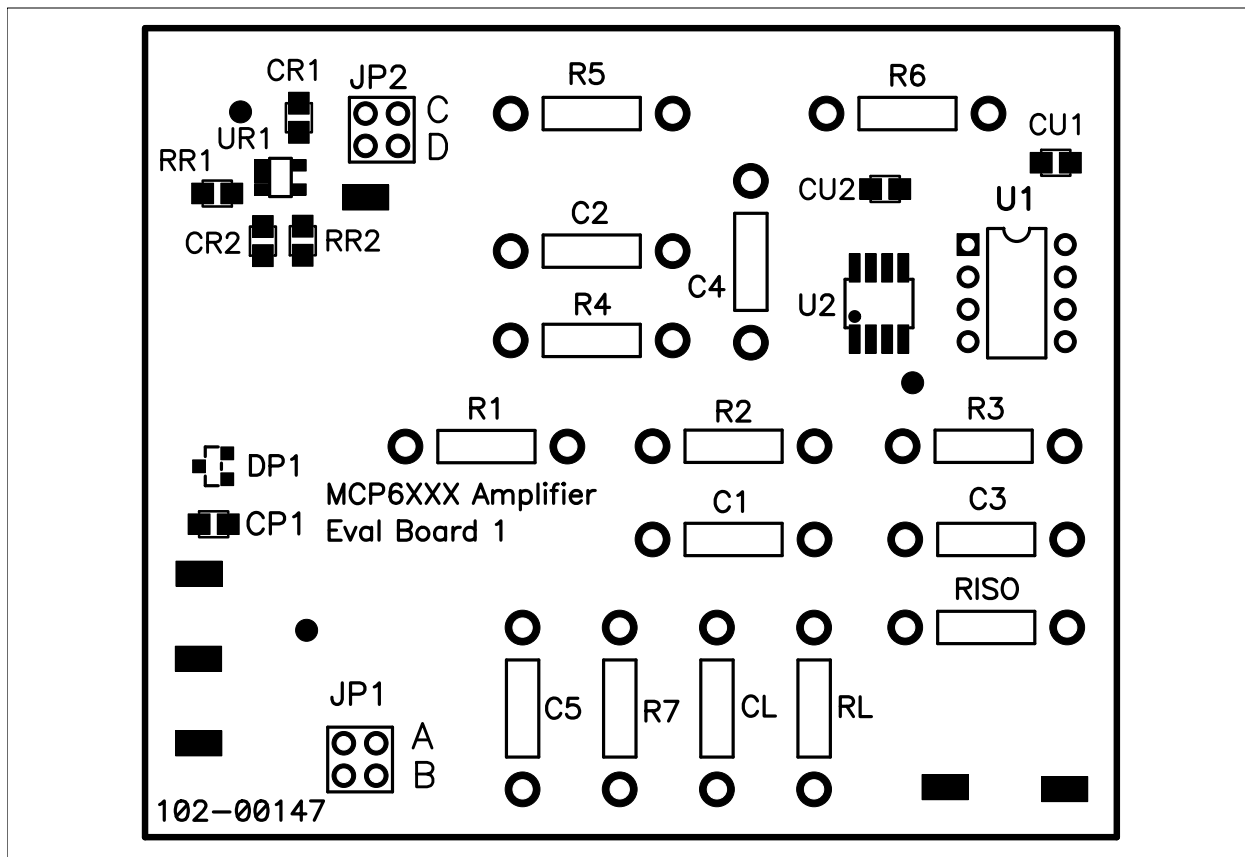 CR1
JP2
C
D
R5
R6
CU1
UR1
RR1
CU2
U1
CR2
RR2
C2
C4
U2
R4
R1
R2
R3
DP1
MCP6XXX Amplifier
Eval Board 1
CP1
C1
C3
RISO
JP1
A
B
C5
R7
CL
RL
102-00147